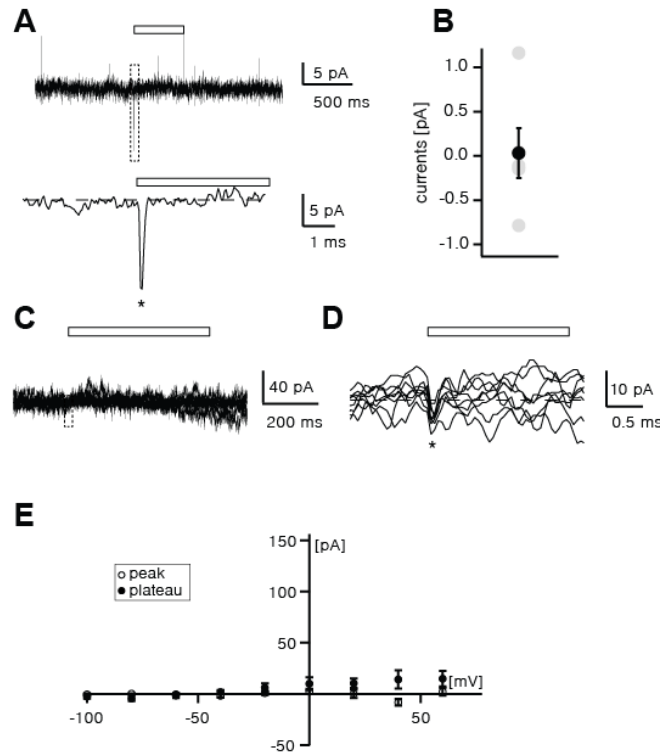 A
5 pA
500 ms
5 pA
1 ms
*
B
currents [pA]
1.0
0.5
0.0
-0.5
-1.0
C
40 pA
200 ms
D
10 pA
0.5 ms
*
E
[pA]
150
100
50
-50
peak
plateau
[mV]
-100
-50
50